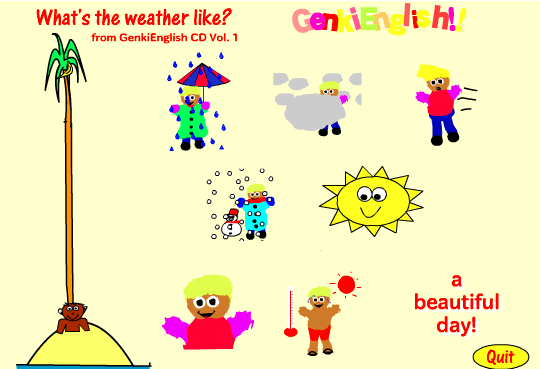 What's the weather like?
from GenkiEnglish CD Vol. 1
GenkiEnglish!!
a
beautiful
day!
Quit